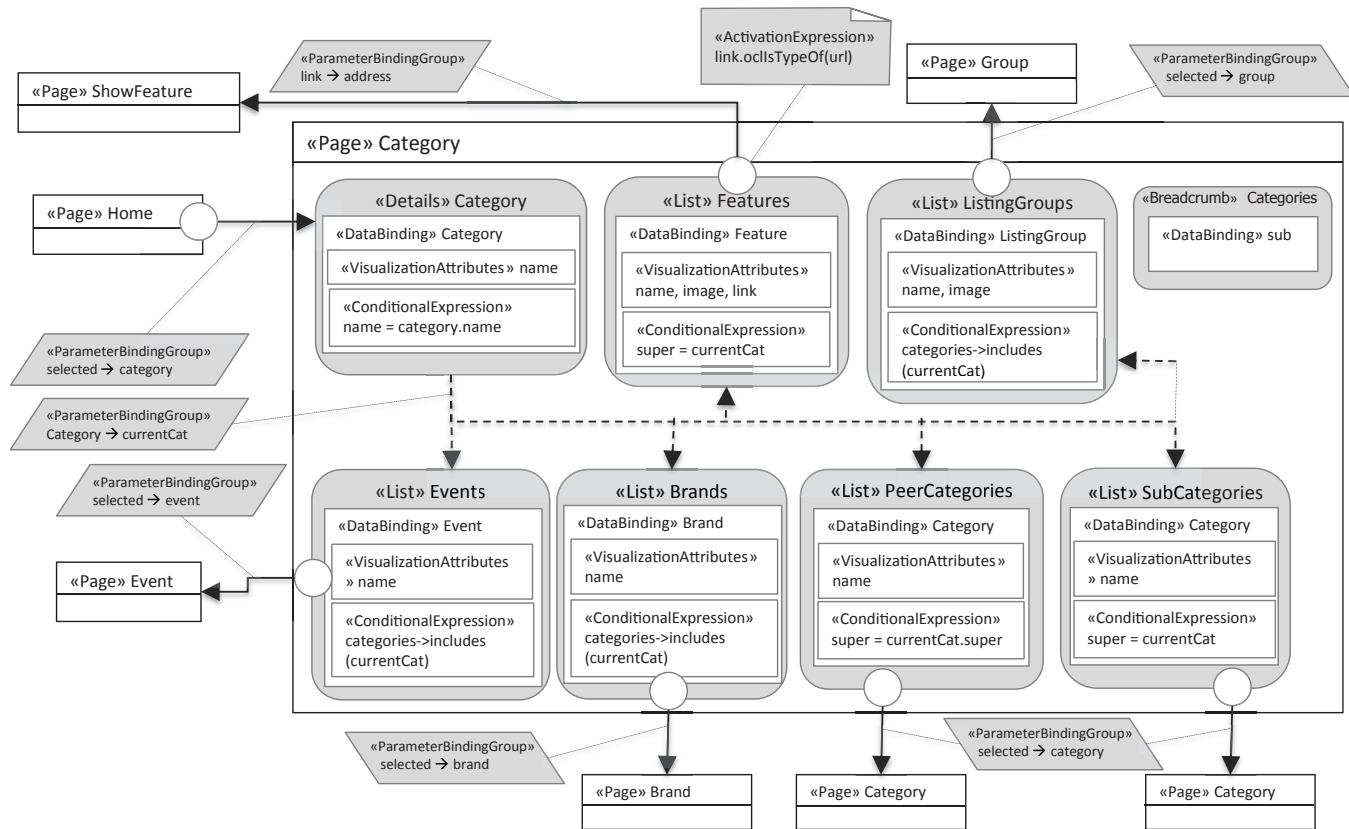 «ActivationExpression»
link.oclIsTypeOf(url)
«ParameterBindingGroup»
link → address
«Page» Group
«ParameterBindingGroup»
selected → group
«Page» ShowFeature
«Page» Category
«Page» Home
«Details» Category
«DataBinding» Category
«VisualizationAttributes» name
«ConditionalExpression»
name = category.name
«List» Features
«DataBinding» Feature
«VisualizationAttributes»
name, image, link
«ConditionalExpression»
super = currentCat
«List» ListingGroups
«DataBinding» ListingGroup
«VisualizationAttributes»
name, image
«ConditionalExpression»
categories->includes
(currentCat)
«Breadcrumb» Categories
«DataBinding» sub
«ParameterBindingGroup»
selected → category
«ParameterBindingGroup»
Category → currentCat
«ParameterBindingGroup»
selected → event
«Page» Event
«List» Events
«DataBinding» Event
«VisualizationAttributes
» name
«ConditionalExpression»
categories->includes
(currentCat)
«List» Brands
«DataBinding» Brand
«VisualizationAttributes»
name
«ConditionalExpression»
categories->includes
(currentCat)
«List» PeerCategories
«DataBinding» Category
«VisualizationAttributes»
name
«ConditionalExpression»
super = currentCat.super
«List» SubCategories
«DataBinding» Category
«VisualizationAttributes
» name
«ConditionalExpression»
super = currentCat
«ParameterBindingGroup»
selected → brand
«ParameterBindingGroup»
selected → category
«Page» Brand
«Page» Category
«Page» Category